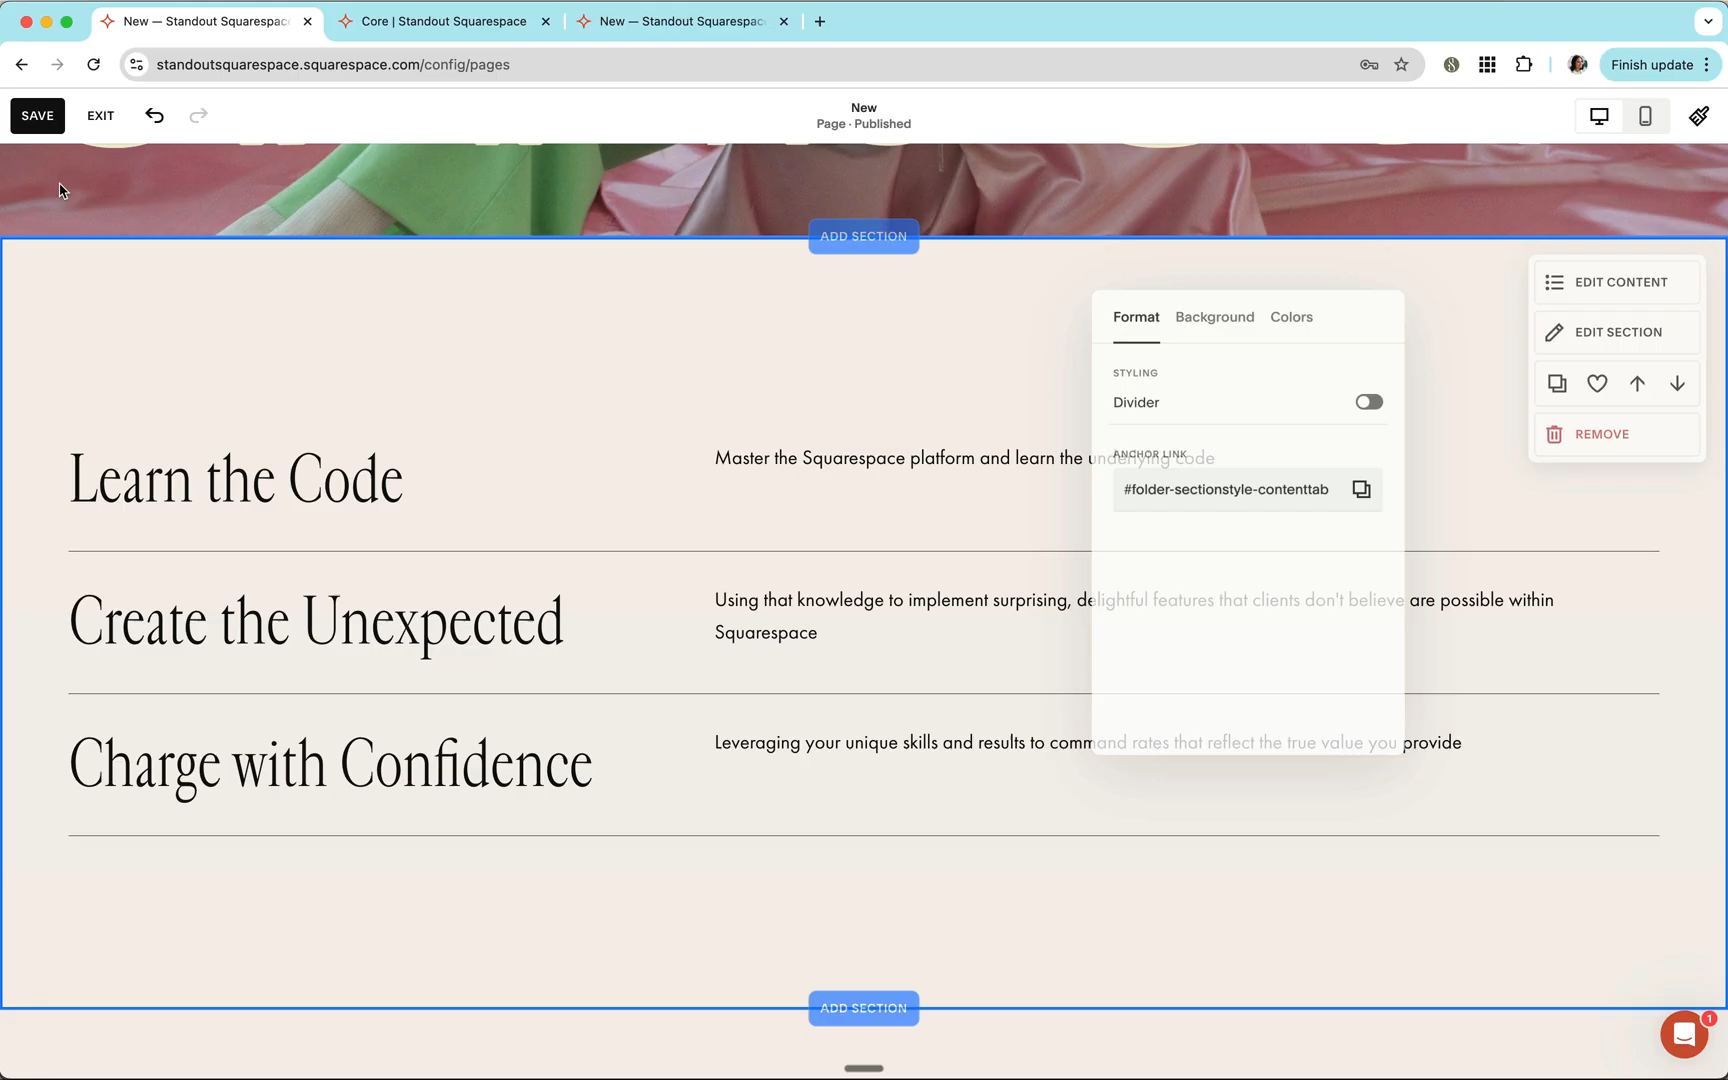 New — Standout Squarespac
Core | Standout Squarespace
New — Standout Squarespac
standoutsquarespace.squarespace.com/config/pages
Finish update
SAVE
EXIT
New
Page · Published
ADD SECTION
EDIT CONTENT
EDIT SECTION
REMOVE
Format
Background
Colors
STYLING
Divider
ANCHOR LINK
#folder-sectionstyle-contenttab
Learn the Code
Master the Squarespace platform and learn the underlying code
Create the Unexpected
Using that knowledge to implement surprising, delightful features that clients don't believe are possible within
Squarespace
Charge with Confidence
Leveraging your unique skills and results to command rates that reflect the true value you provide
ADD SECTION
1